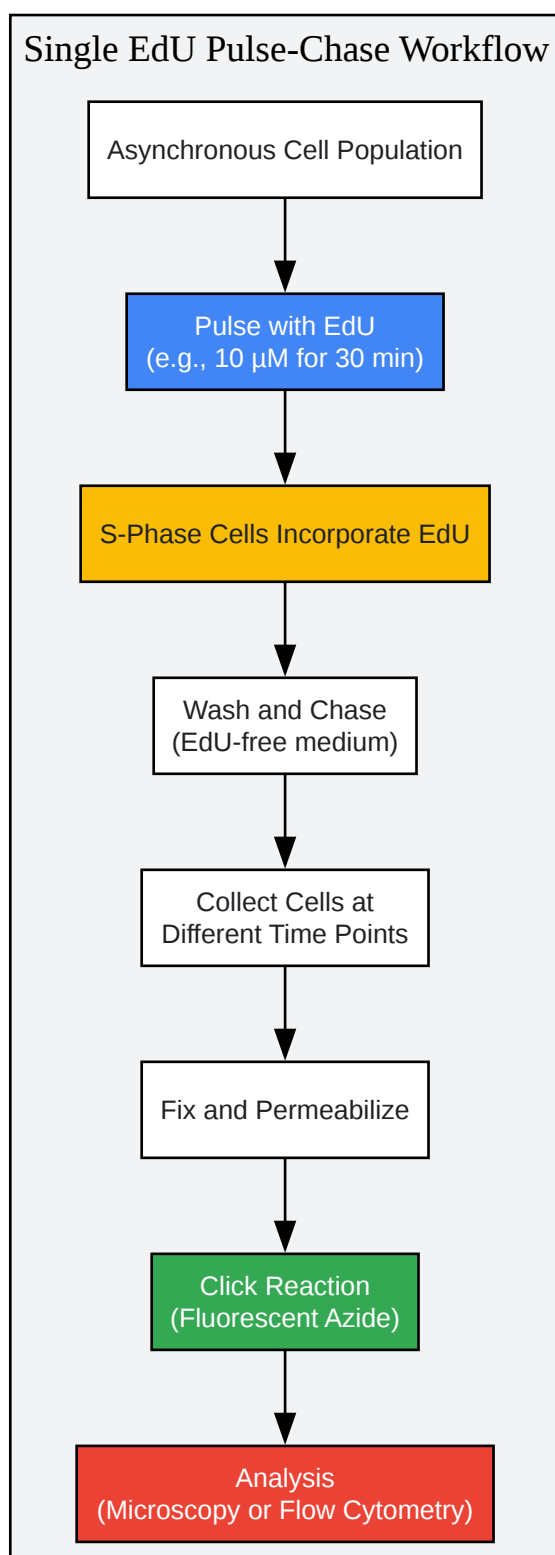 Single EdU Pulse-Chase Workflow
Asynchronous Cell Population
Pulse with EdU
(e.g., 10 µM for 30 min)
S-Phase Cells Incorporate EdU
Wash and Chase
(EdU-free medium)
Collect Cells at
Different Time Points
Fix and Permeabilize
Click Reaction
(Fluorescent Azide)
Analysis
(Microscopy or Flow Cytometry)